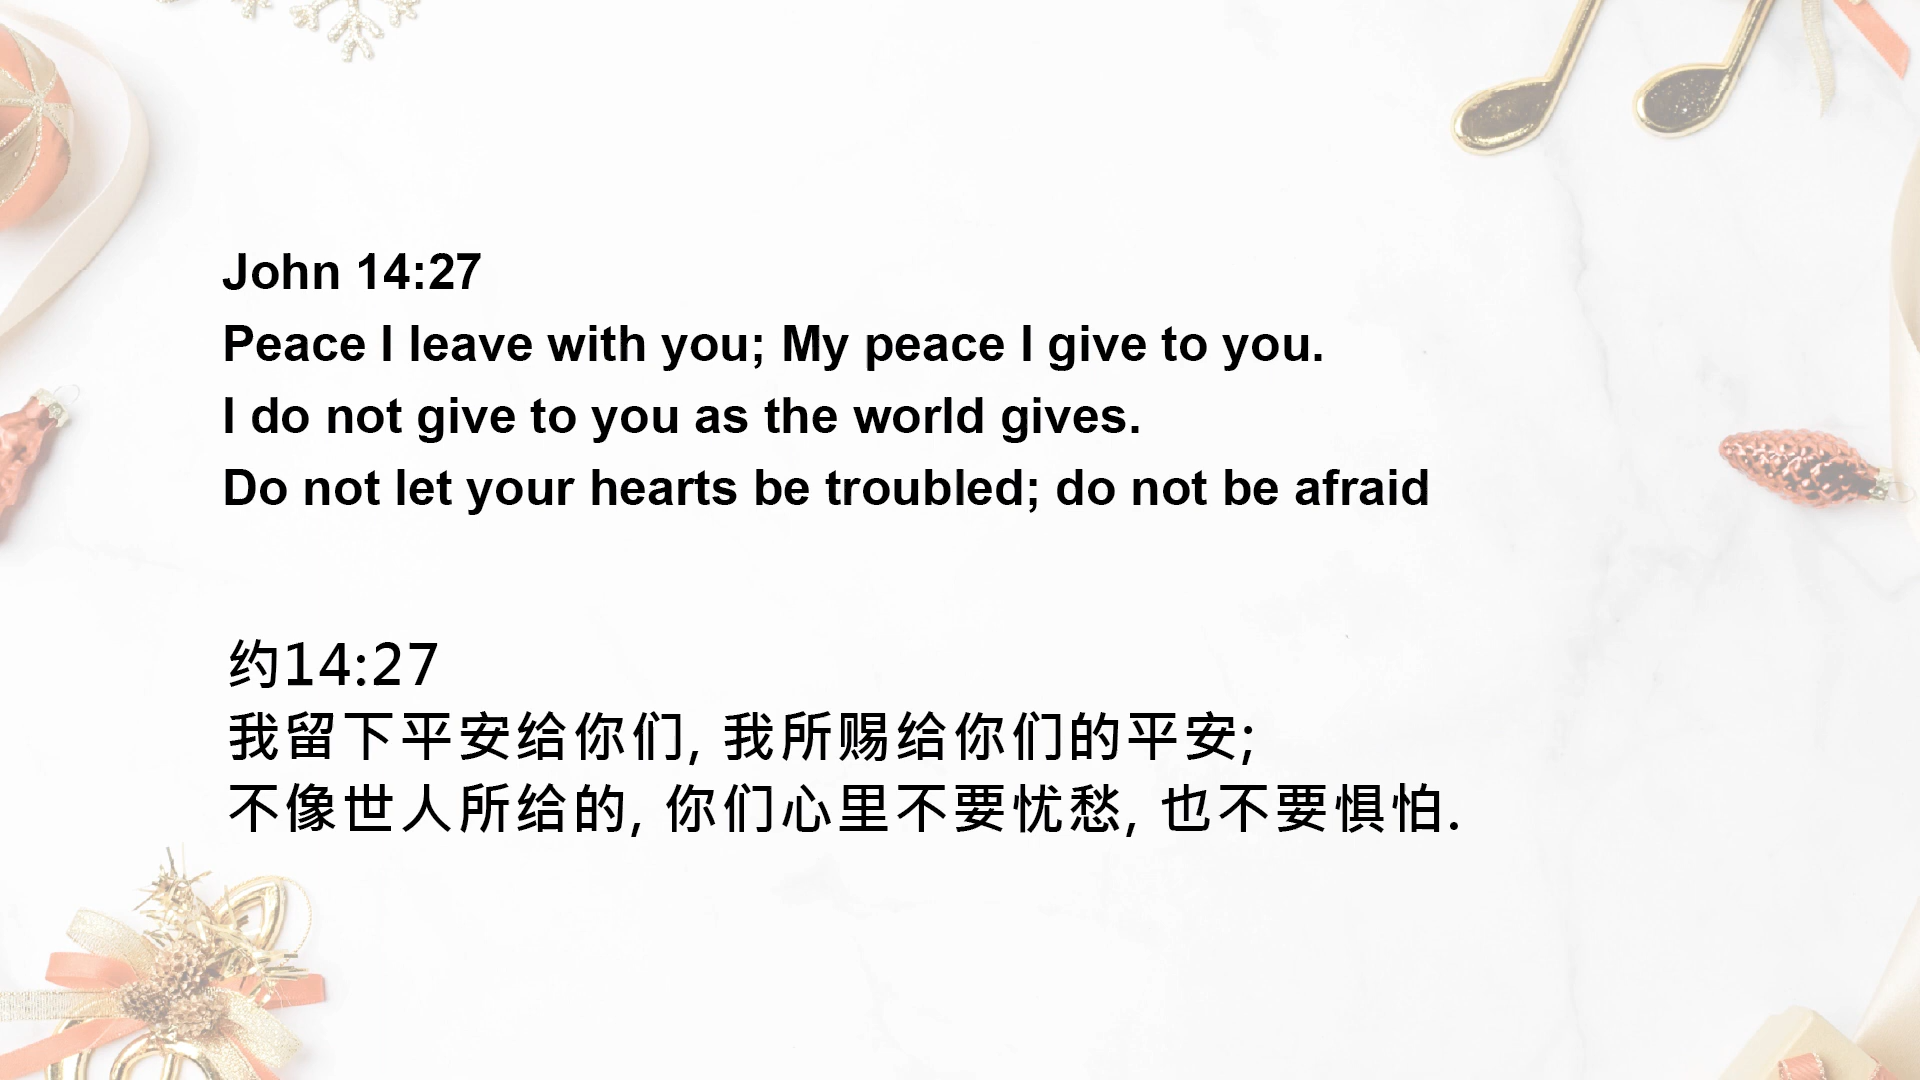 John 14:27
Peace I leave with you; My peace I give to you.
I do not give to you as the world gives.
Do not let your hearts be troubled; do not be afraid
约14:27
我留下平安给你们, 我所赐给你们的平安;
不像世人所给的, 你们心里不要忧愁, 也不要惧怕.